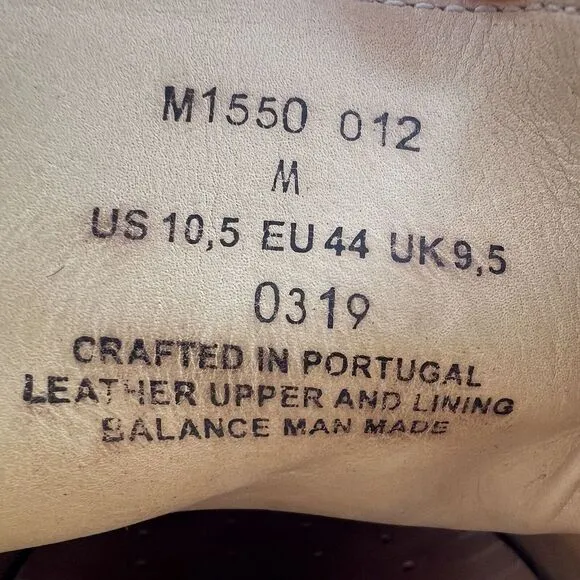 M1550 012
M
US 10,5 EU 44 UK 9,5
0319
CRAFTED IN PORTUGAL
LEATHER UPPER AND LINING
BALANCE MAN MADE